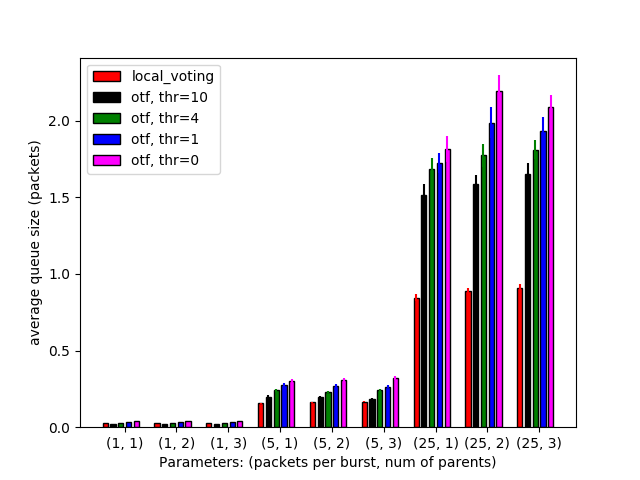 local_voting
otf, thr=10
otf, thr=4
otf, thr=1
otf, thr=0
average queue size (packets)
2.0
1.5
1.0
0.5
0.0
(1, 1) (1, 2) (1, 3) (5, 1) (5, 2) (5, 3) (25, 1) (25, 2) (25, 3)
Parameters: (packets per burst, num of parents)